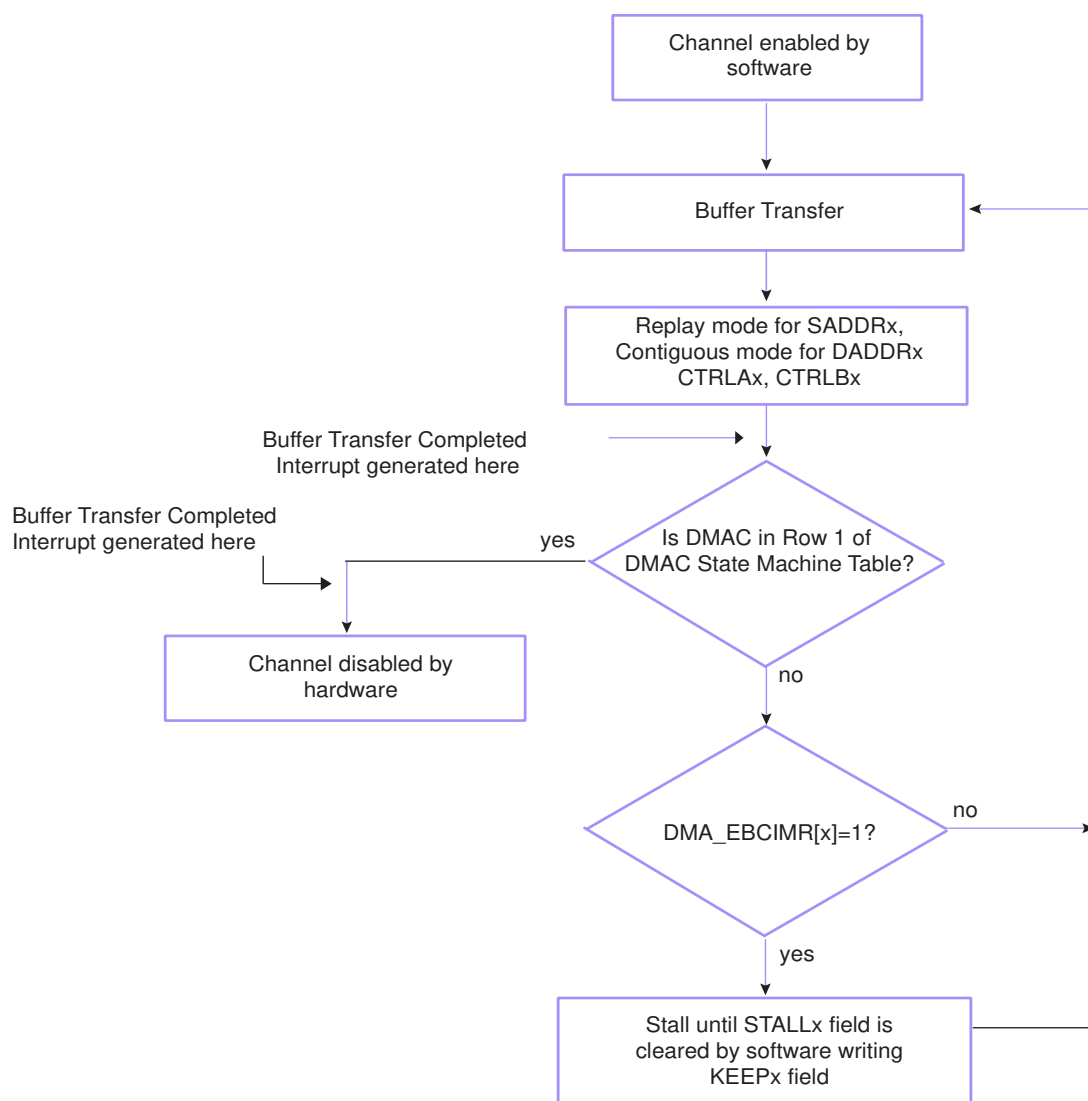 Channel enabled by
software
Buffer Transfer
Replay mode for SADDRx,
Contiguous mode for DADDRx
CTRLAx, CTRLBx
Buffer Transfer Completed
Interrupt generated here
Buffer Transfer Completed
Interrupt generated here
yes
Is DMAC in Row 1 of
DMAC State Machine Table?
Channel disabled by
hardware
no
DMA_EBCIMR[x]=1?
no
yes
Stall until STALLx field is
cleared by software writing
KEEPx field